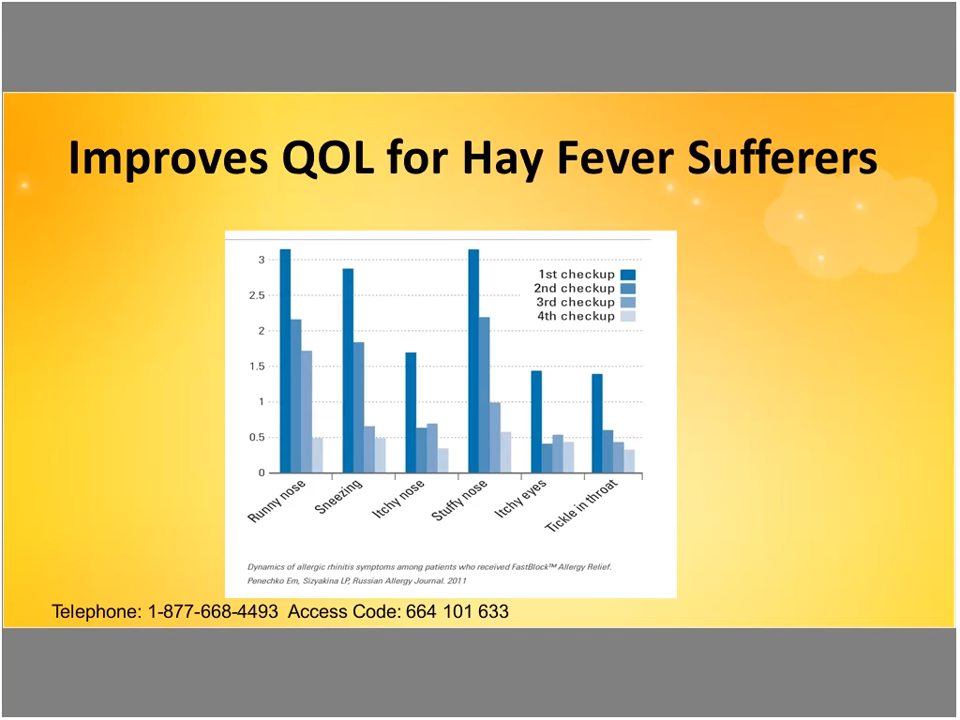 Improves QOL for Hay Fever Sufferers
3
2.5
2
1.5
1
0.5
0
1st checkup
2nd checkup
3rd checkup
4th checkup
Runny nose
Sneezing
Itchy nose
Stuffy nose
Itchy eyes
Tickle in throat
Dynamics of allergic rhinitis symptoms among patients who received FastBlock™ Allergy Relief.
Penechko Em, Sizyakina LP, Russian Allergy Journal. 2011
Telephone: 1-877-668-4493 Access Code: 664 101 633